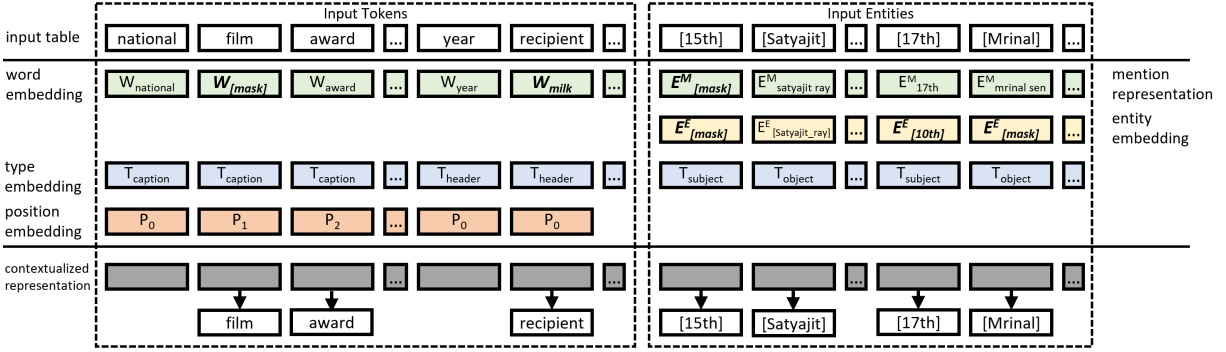 Input Tokens Input Entities
input table national film award ... year recipient ... [15th] [Satyajit] ... [17th] [Mrinal] ...
word embedding W_national W_[mask] W_award ... W_year W_milk ... E^M_[mask] E^M_satyajit ray ... E^M_17th E^M_mrinal sen ... mention representation
E^E_[mask] E^E_[Satyajit_ray] ... E^E_[10th] E^E_[mask] ... entity embedding
type embedding T_caption T_caption T_caption ... T_header T_header ... T_subject T_object ... T_subject T_object ...
position embedding P_0 P_1 P_2 ... P_0 P_0
contextualized representation ... ... ... ...
film award recipient [15th] [Satyajit] [17th] [Mrinal]